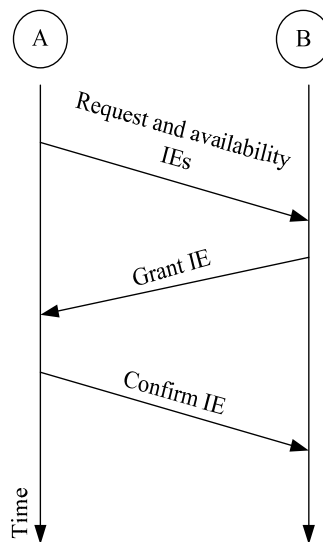 A
B
Request and availability
IEs
Grant IE
Confirm IE
Time